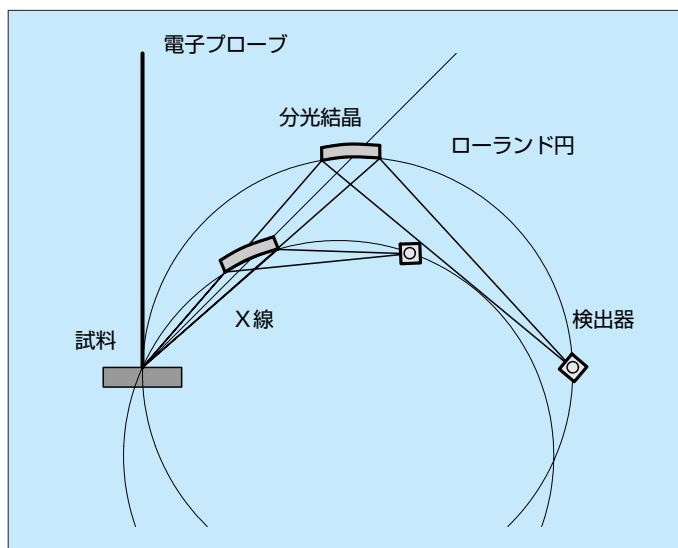 電子プローブ
分光結晶
ローランド円
X線
検出器
試料